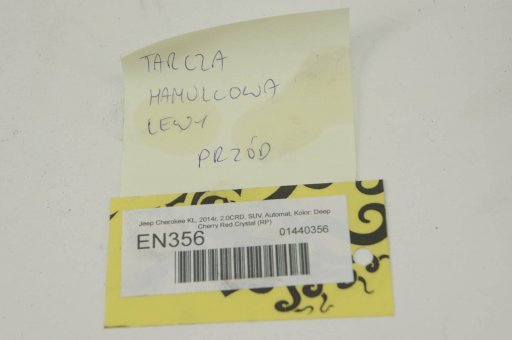 TARCZA
HAMULCOWA
LEWY
PRZÓD
Jeep Cherokee KL, 2014r, 2.0CRD, SUV, Automat, Kolor: Deep
Cherry Red Crystal (RP)
EN356
01440356